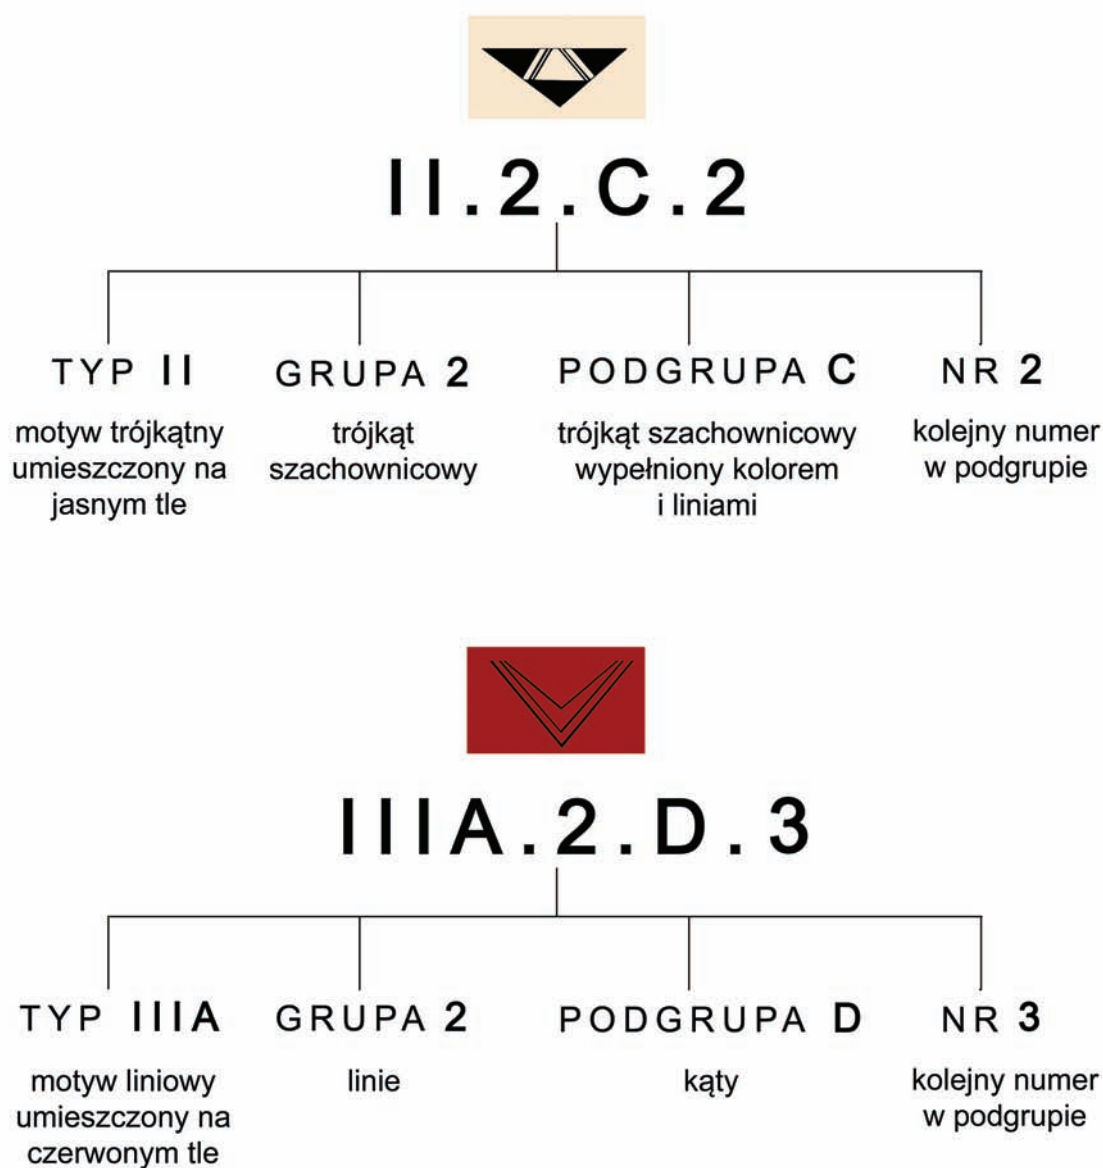 II.2.C.2
TYP II
motyw trójkątny
umieszczony na
jasnym tle
GRUPA 2
trójkąt
szachownicowy
PODGRUPA C
trójkąt szachownicowy
wypełniony kolorem
i liniami
NR 2
kolejny numer
w podgrupie
IIIA.2.D.3
TYP IIIA
motyw liniowy
umieszczony na
czerwonym tle
GRUPA 2
linie
PODGRUPA D
kąty
NR 3
kolejny numer
w podgrupie